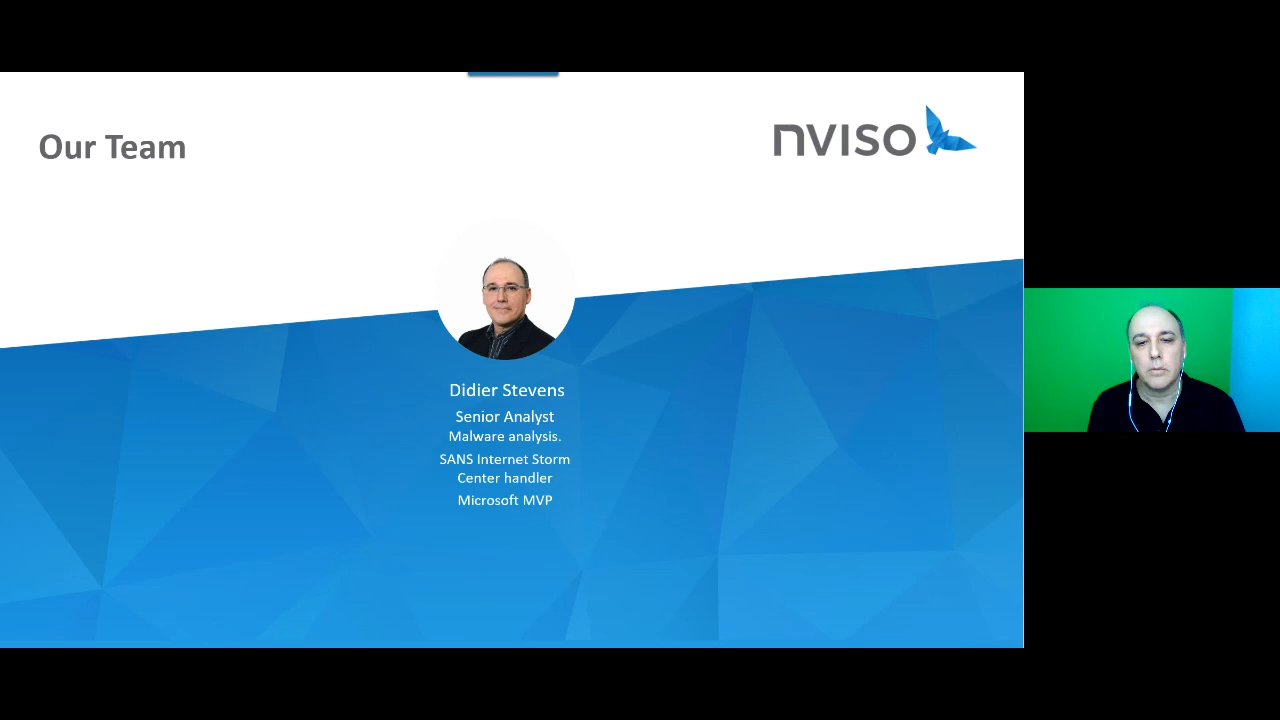 Our Team
nviso
Didier Stevens
Senior Analyst
Malware analysis.
SANS Internet Storm
Center handler
Microsoft MVP